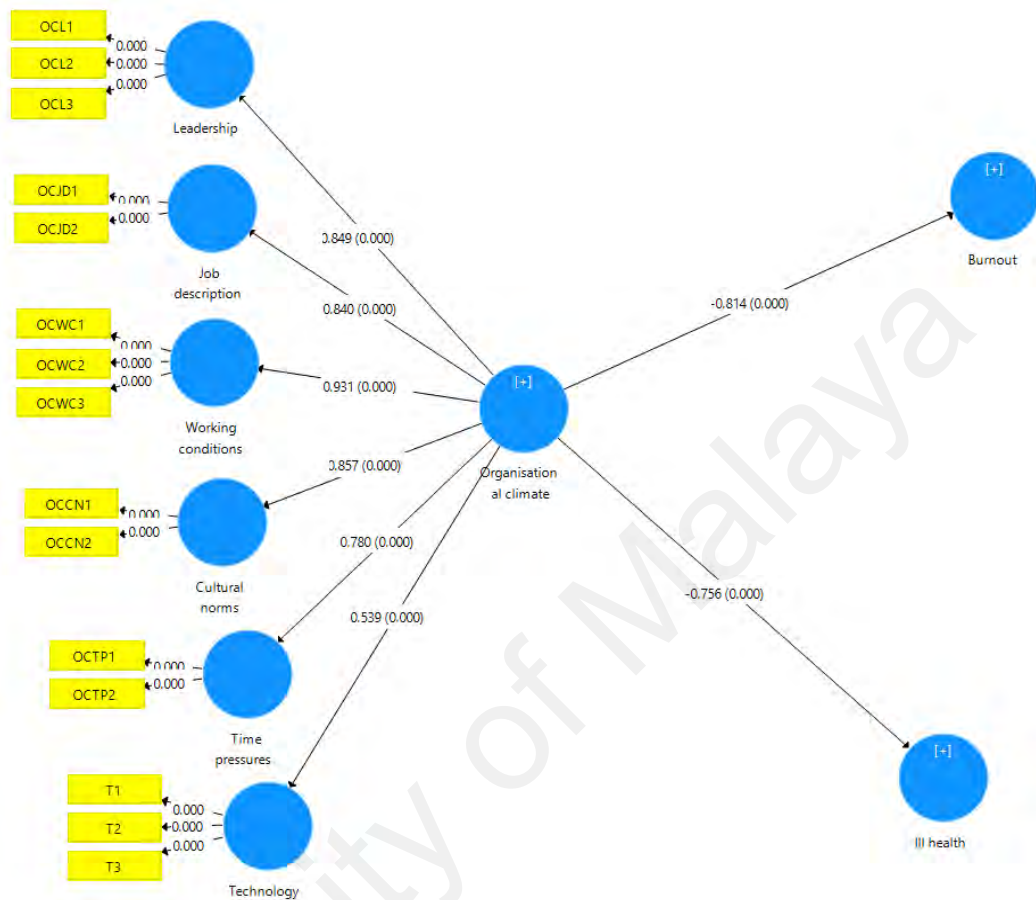 OCL1
OCL2
OCL3
0.000
0.000
0.000
Leadership
OCJD1
OCJD2
0.000
0.000
Job
description
OCWC1
OCWC2
OCWC3
0.000
0.000
0.000
Working
conditions
OCCN1
OCCN2
0.000
0.000
Cultural
norms
OCTP1
OCTP2
0.000
0.000
Time
pressures
T1
T2
T3
0.000
0.000
0.000
Technology
0.849 (0.000)
0.840 (0.000)
0.931 (0.000)
0.857 (0.000)
0.780 (0.000)
0.539 (0.000)
[+]
Organisation
al climate
-0.814 (0.000)
-0.756 (0.000)
[+]
Burnout
[+]
Ill health
ity of Malaya